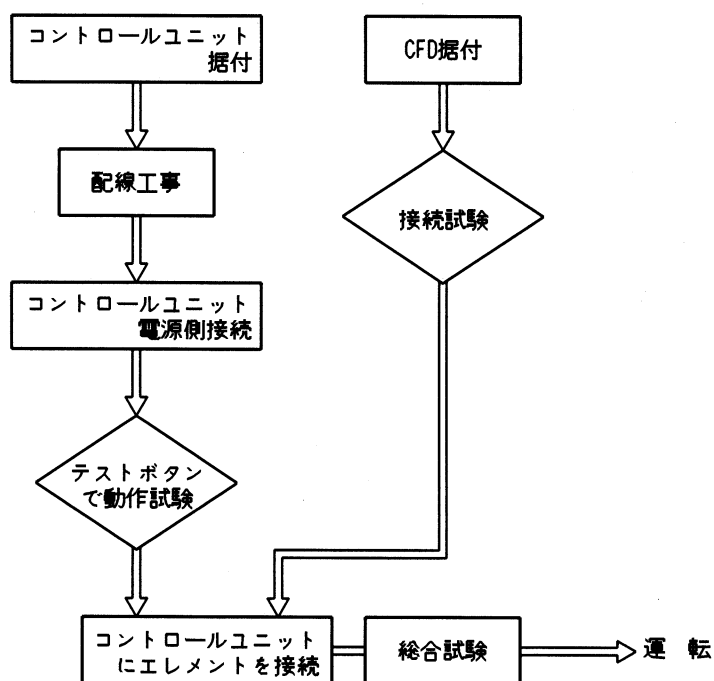 コントロールユニット
据付
配線工事
コントロールユニット
電源側接続
テストボタン
で動作試験
CFD据付
接続試験
コントロールユニット
にエレメントを接続
総合試験
運 転